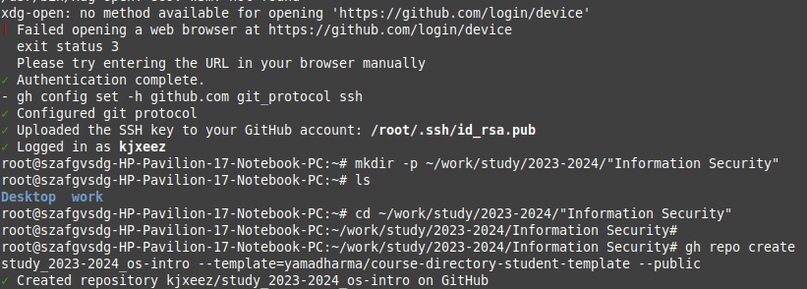 xdg-open: no method available for opening 'https://github.com/login/device'
! Failed opening a web browser at https://github.com/login/device
  exit status 3
  Please try entering the URL in your browser manually
✓ Authentication complete.
- gh config set -h github.com git_protocol ssh
✓ Configured git protocol
✓ Uploaded the SSH key to your GitHub account: /root/.ssh/id_rsa.pub
✓ Logged in as kjxeez
root@szafgvsdg-HP-Pavilion-17-Notebook-PC:~# mkdir -p ~/work/study/2023-2024/"Information Security"
root@szafgvsdg-HP-Pavilion-17-Notebook-PC:~# ls
Desktop  work
root@szafgvsdg-HP-Pavilion-17-Notebook-PC:~# cd ~/work/study/2023-2024/"Information Security"
root@szafgvsdg-HP-Pavilion-17-Notebook-PC:~/work/study/2023-2024/Information Security#
root@szafgvsdg-HP-Pavilion-17-Notebook-PC:~/work/study/2023-2024/Information Security# gh repo create
study_2023-2024_os-intro --template=yamadharma/course-directory-student-template --public
✓ Created repository kjxeez/study_2023-2024_os-intro on GitHub